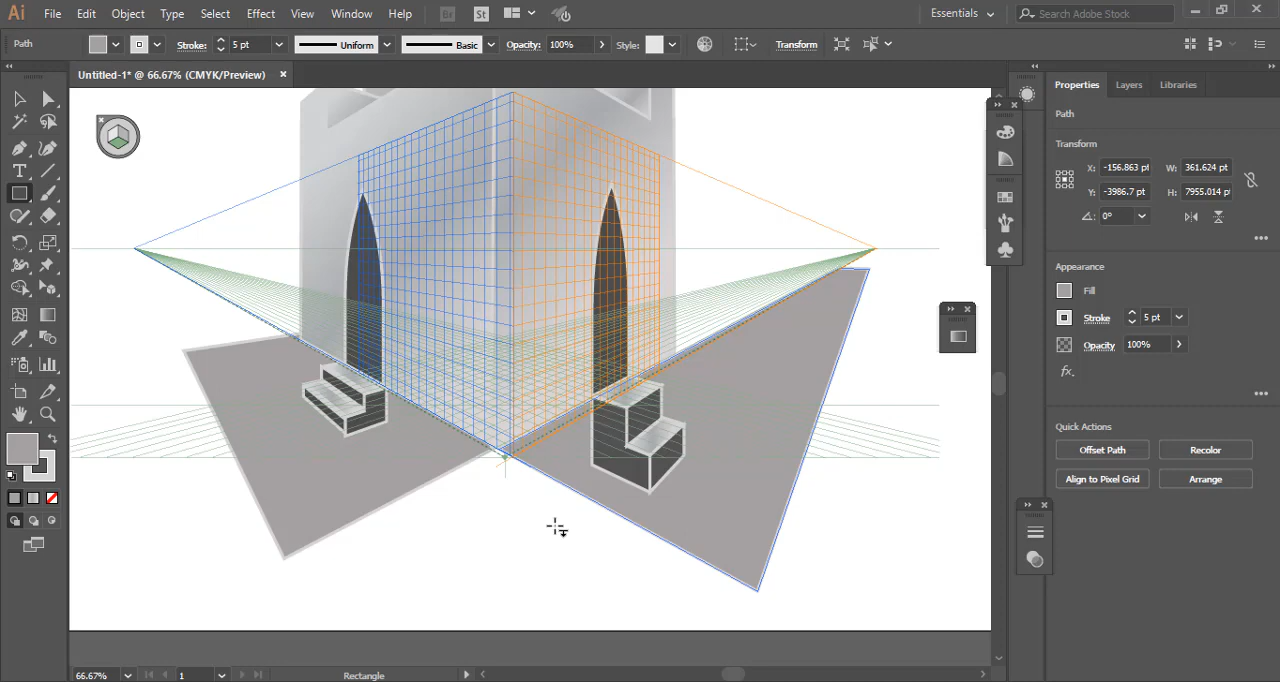 Ai File Edit Object Type Select Effect View Window Help Br St Essentials Search Adobe Stock
Path Stroke: 5 pt Uniform Basic Opacity: 100% Style: Transform
Untitled-1* @ 66.67% (CMYK/Preview)
Properties Layers Libraries
Path
Transform
X: -156.863 pt W: 361.624 pt
Y: -3986.7 pt H: 7955.014 p
0°
Appearance
Fill
Stroke 5 pt
Opacity 100%
fx.
Quick Actions
Offset Path Recolor
Align to Pixel Grid Arrange
66.67% 1 Rectangle